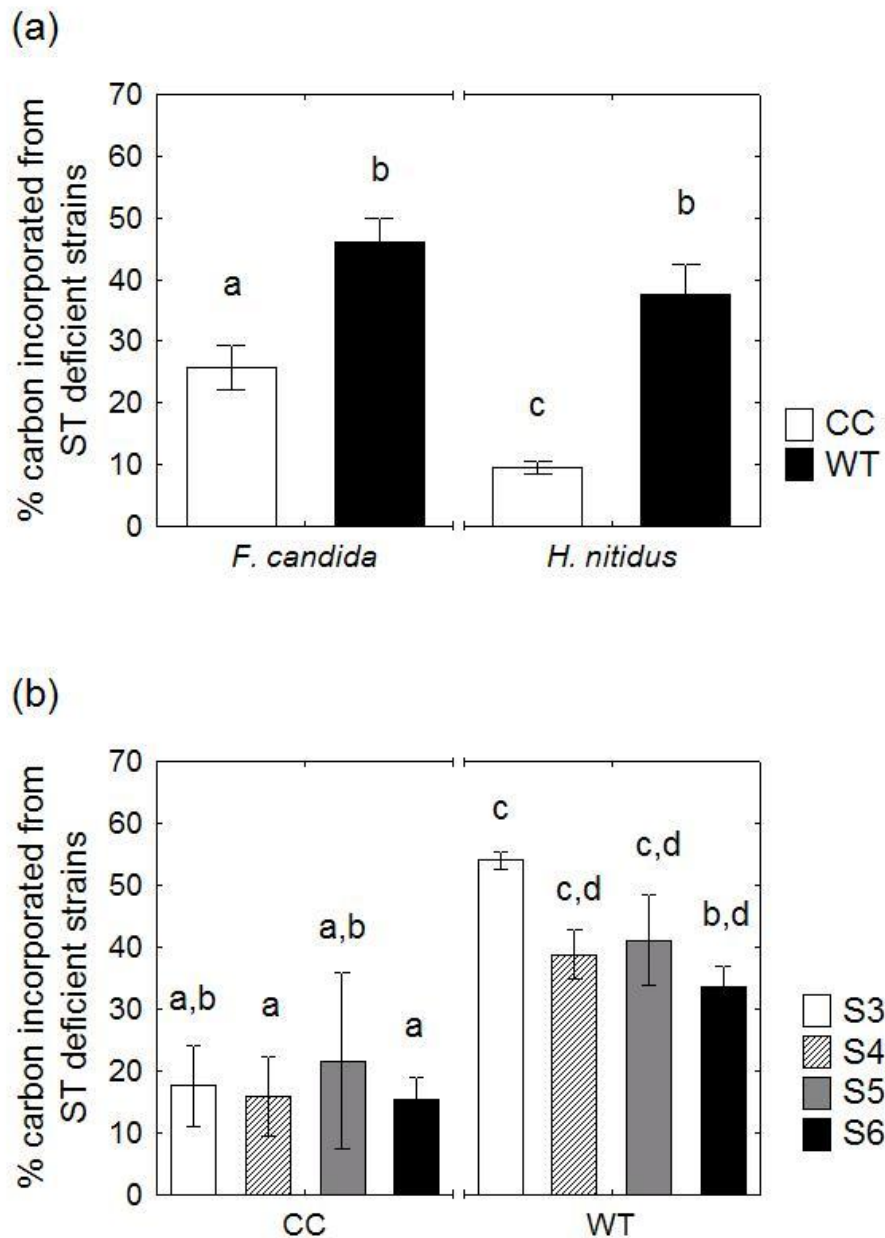 (a)
% carbon incorporated from
ST deficient strains
70
60
50
40
30
20
10
0
a
b
c
b
F. candida
H. nitidus
CC
WT
(b)
% carbon incorporated from
ST deficient strains
70
60
50
40
30
20
10
0
a,b
a
a,b
a
c
c,d
c,d
b,d
CC
WT
S3
S4
S5
S6